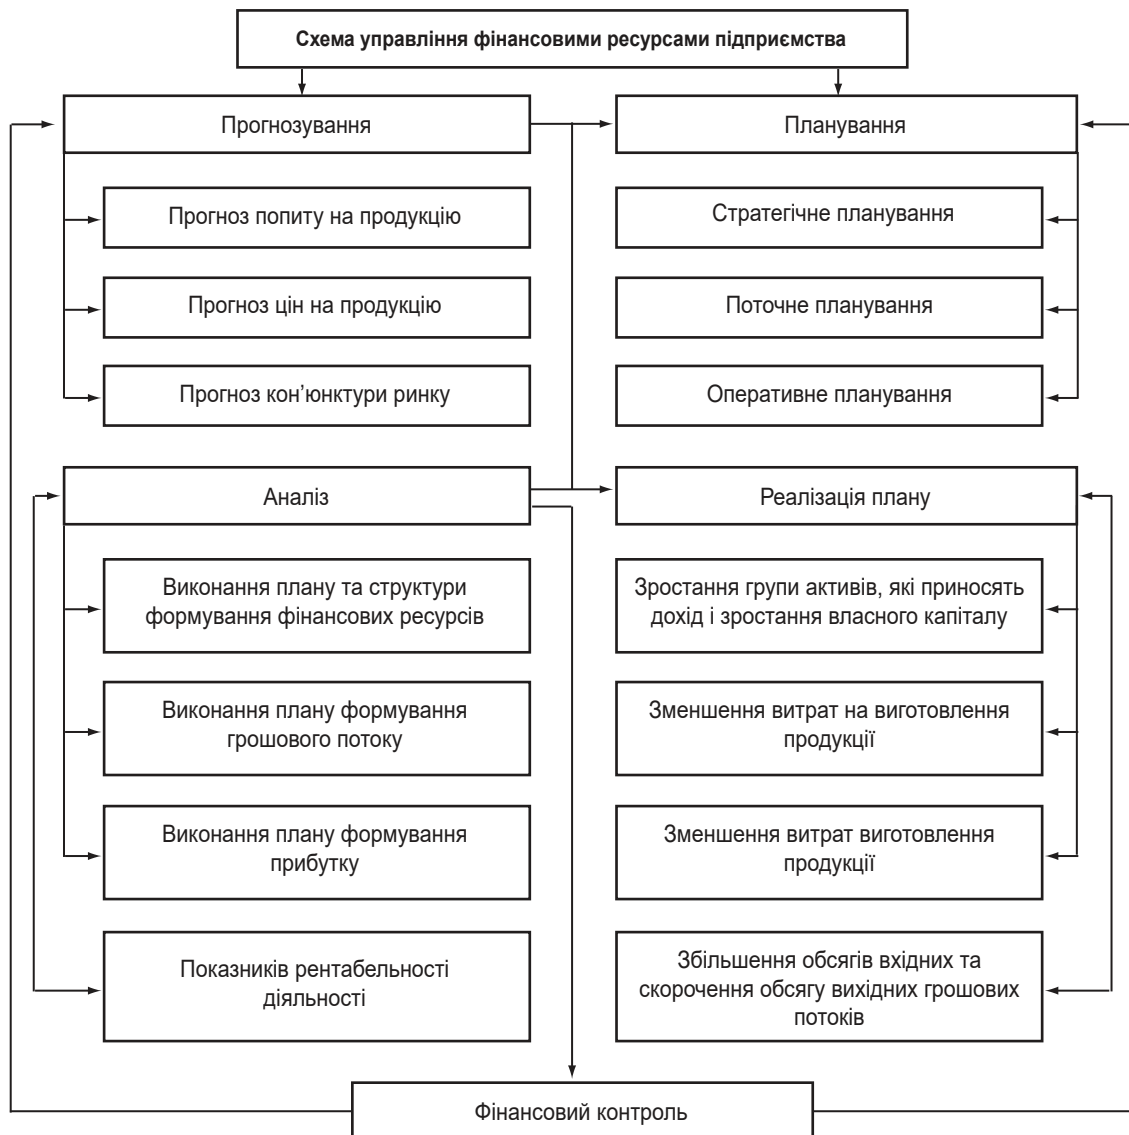 Схема управління фінансовими ресурсами підприємства
Прогнозування
Планування
Прогноз попиту на продукцію
Стратегічне планування
Прогноз цін на продукцію
Поточне планування
Прогноз кон’юнктури ринку
Оперативне планування
Аналіз
Реалізація плану
Виконання плану та структури
формування фінансових ресурсів
Зростання групи активів, які приносять
дохід і зростання власного капіталу
Виконання плану формування
грошового потоку
Зменшення витрат на виготовлення
продукції
Виконання плану формування
прибутку
Зменшення витрат виготовлення
продукції
Показників рентабельності
діяльності
Збільшення обсягів вхідних та
скорочення обсягу вихідних грошових
потоків
Фінансовий контроль